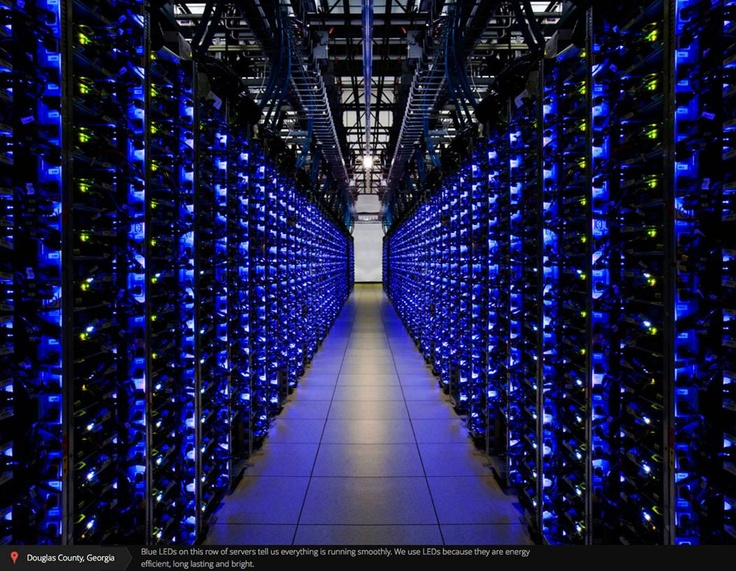 Douglas County, Georgia
Blue LEDs on this row of servers tell us everything is running smoothly. We use LEDs because they are energy
efficient, long lasting and bright.